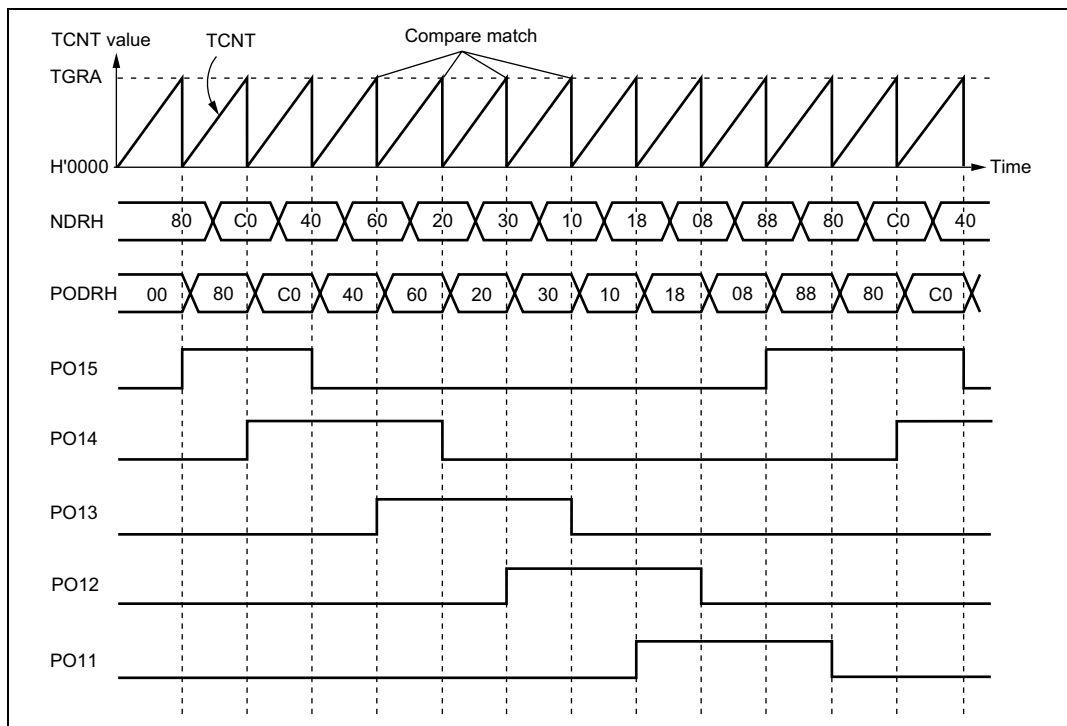 TCNT value
TCNT
Compare match
TGRA
H'0000
Time
NDRH 80 C0 40 60 20 30 10 18 08 88 80 C0 40
PODRH 00 80 C0 40 60 20 30 10 18 08 88 80 C0
PO15
PO14
PO13
PO12
PO11